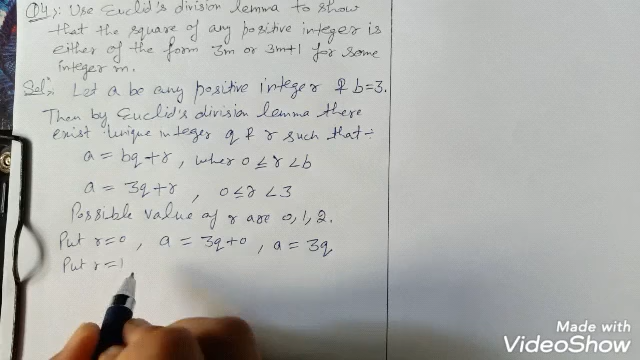 Q4,: Use Euclid's division lemma to show
that the square of any positive integer is
either of the form 3m or 3m+1 for some
integer m.
Soln: Let a be any positive integer & b=3.
Then by Euclid's division lemma there
exist unique integer q & r such that ÷
a = bq+r, wher 0≤r<b
a = 3q+r , 0≤r<3
Possible value of r are 0,1,2.
Put r=0, a = 3q+0, a = 3q
Put r=1
Made with
VideoShow